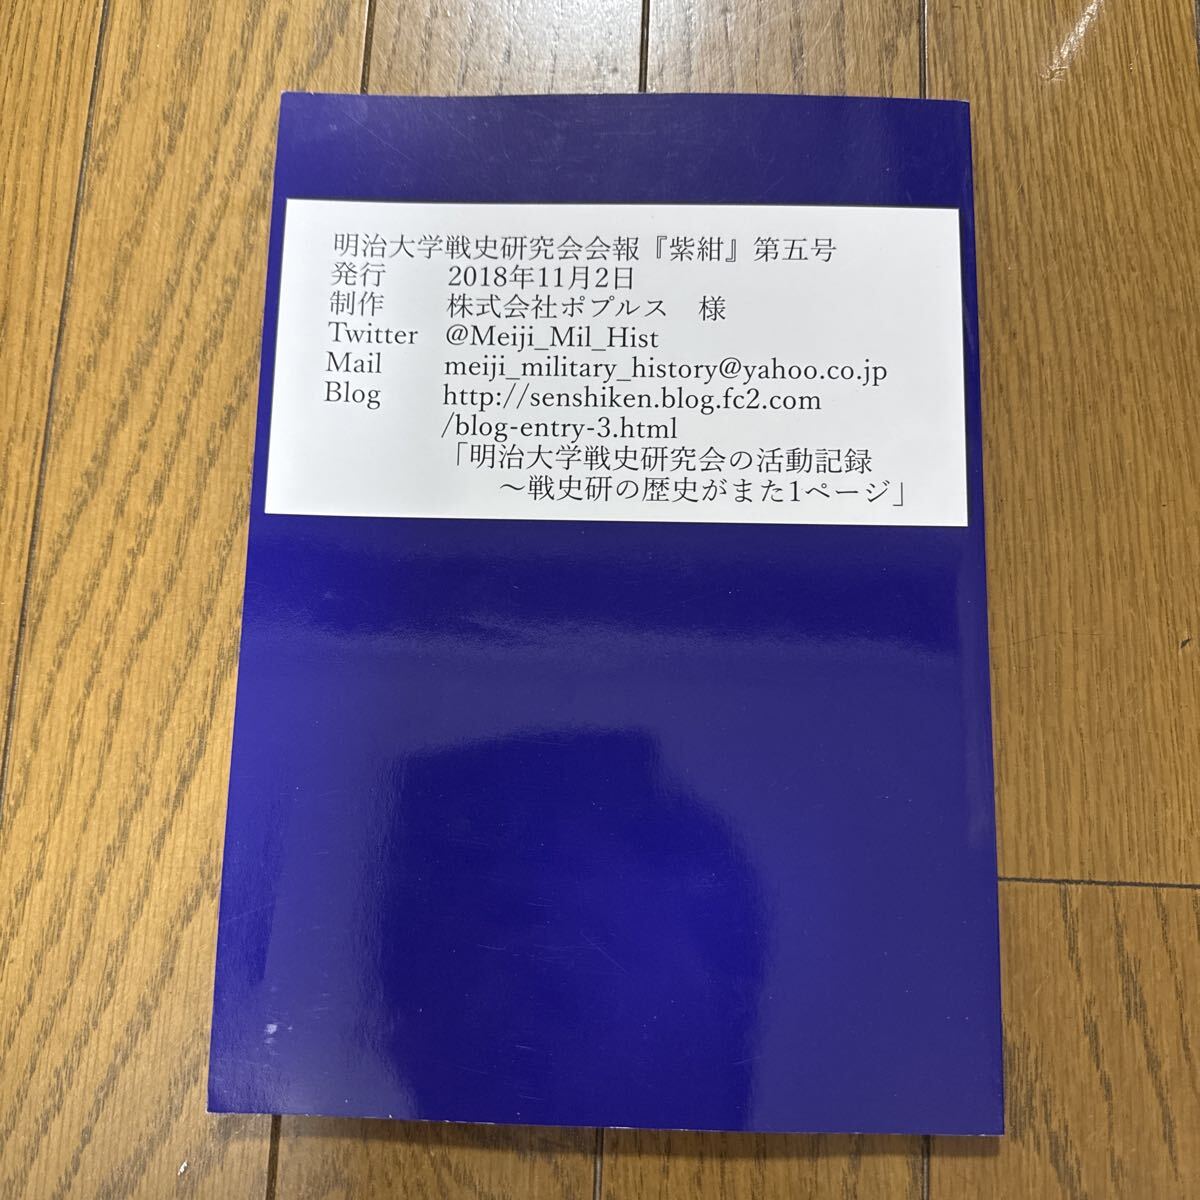 明治大学戦史研究会会報『紫紺』第五号
発行 2018年11月2日
制作 株式会社ポプルス 様
Twitter @Meiji_Mil_Hist
Mail meiji_military_history@yahoo.co.jp
Blog http://senshiken.blog.fc2.com
/blog-entry-3.html
「明治大学戦史研究会の活動記録
～戦史研の歴史がまた1ページ」